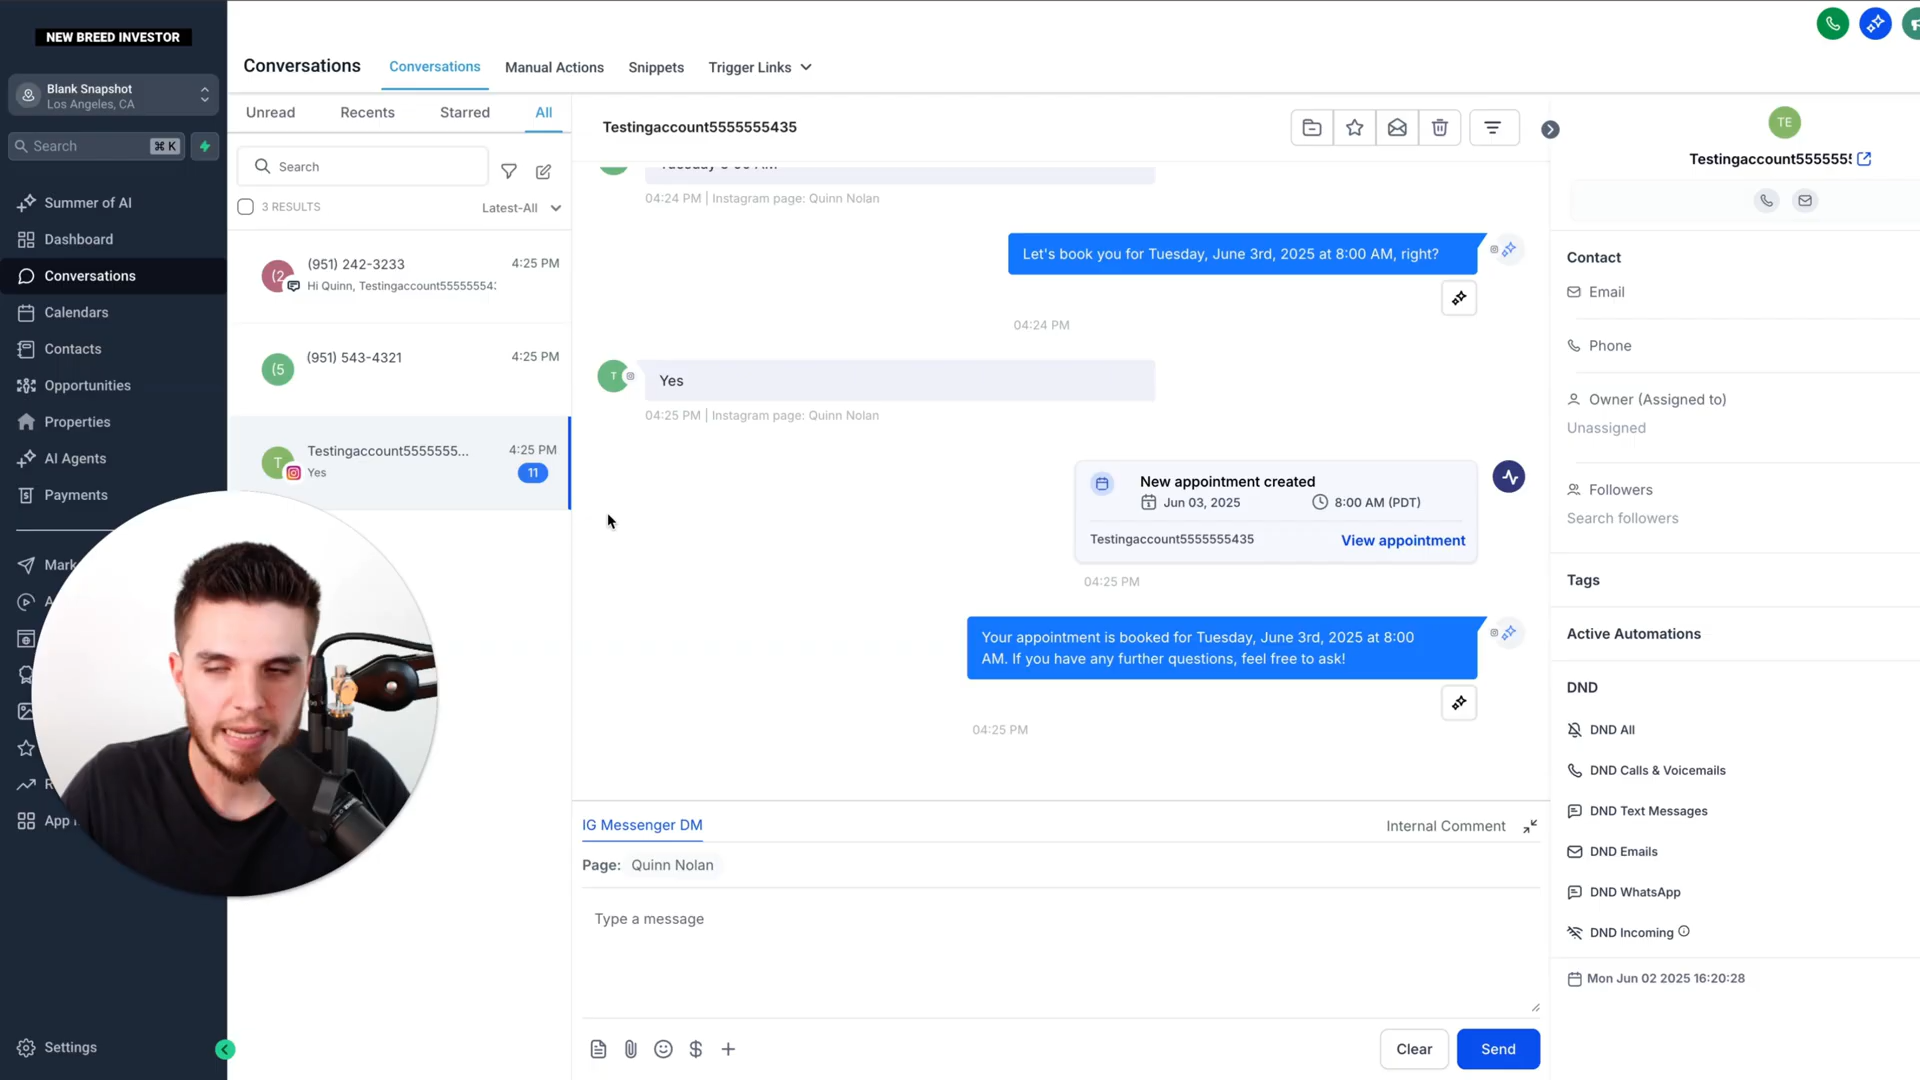 NEW BREED INVESTOR
Blank Snapshot
Los Angeles, CA
Search
⌘ K
Summer of AI
Dashboard
Conversations
Calendars
Contacts
Opportunities
Properties
AI Agents
Payments
App
Settings
Conversations
Conversations
Manual Actions
Snippets
Trigger Links
Unread
Recents
Starred
All
Search
3 RESULTS
Latest-All
(2
(951) 242-3233
4:25 PM
Hi Quinn, Testingaccount55555554:
(5
(951) 543-4321
4:25 PM
T
Testingaccount5555555...
4:25 PM
Yes
11
Testingaccount5555555435
04:24 PM | Instagram page: Quinn Nolan
Let's book you for Tuesday, June 3rd, 2025 at 8:00 AM, right?
04:24 PM
T
Yes
04:25 PM | Instagram page: Quinn Nolan
New appointment created
Jun 03, 2025
8:00 AM (PDT)
Testingaccount5555555435
View appointment
04:25 PM
Your appointment is booked for Tuesday, June 3rd, 2025 at 8:00
AM. If you have any further questions, feel free to ask!
04:25 PM
IG Messenger DM
Internal Comment
Page: Quinn Nolan
Type a message
Clear
Send
TE
Testingaccount555555
Contact
Email
Phone
Owner (Assigned to)
Unassigned
Followers
Search followers
Tags
Active Automations
DND
DND All
DND Calls & Voicemails
DND Text Messages
DND Emails
DND WhatsApp
DND Incoming
Mon Jun 02 2025 16:20:28